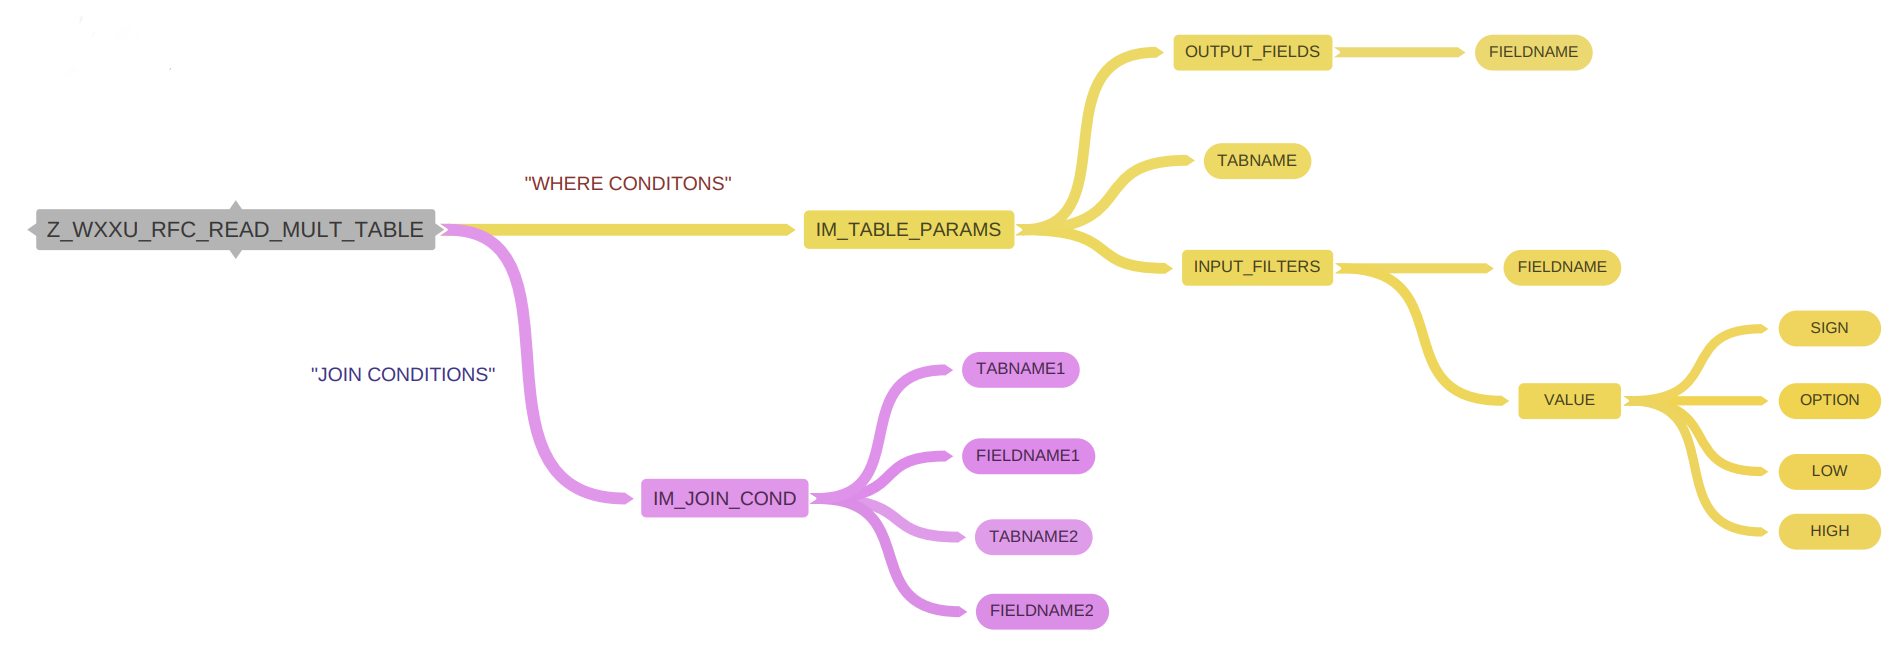 OUTPUT_FIELDS
FIELDNAME
TABNAME
"WHERE CONDITONS"
Z_WXXU_RFC_READ_MULT_TABLE
IM_TABLE_PARAMS
INPUT_FILTERS
FIELDNAME
SIGN
VALUE
OPTION
LOW
HIGH
"JOIN CONDITIONS"
TABNAME1
FIELDNAME1
IM_JOIN_COND
TABNAME2
FIELDNAME2